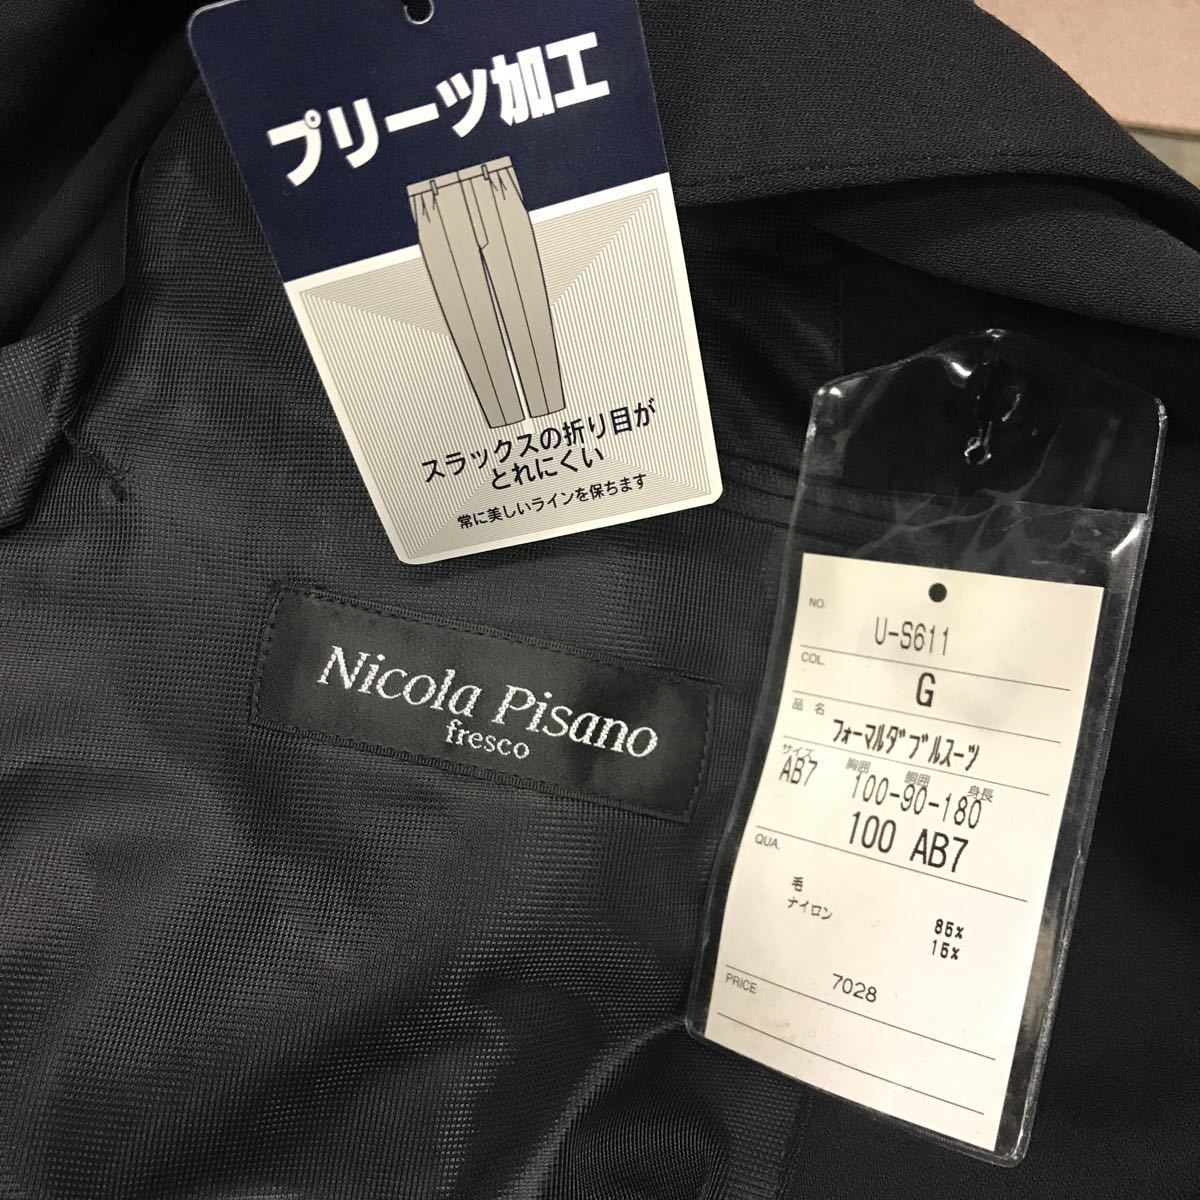 プリーツ加工
スラックスの折り目が
とれにくい
常に美しいラインを保ちます
Nicola Pisano
fresco
NO. U-S611
COL. G
品名 フォーマルダブルスーツ
サイズ 胸囲 胴囲 身長
AB7 100-90-180
100 AB7
QUA.
毛 85%
ナイロン 15%
7028
PRICE